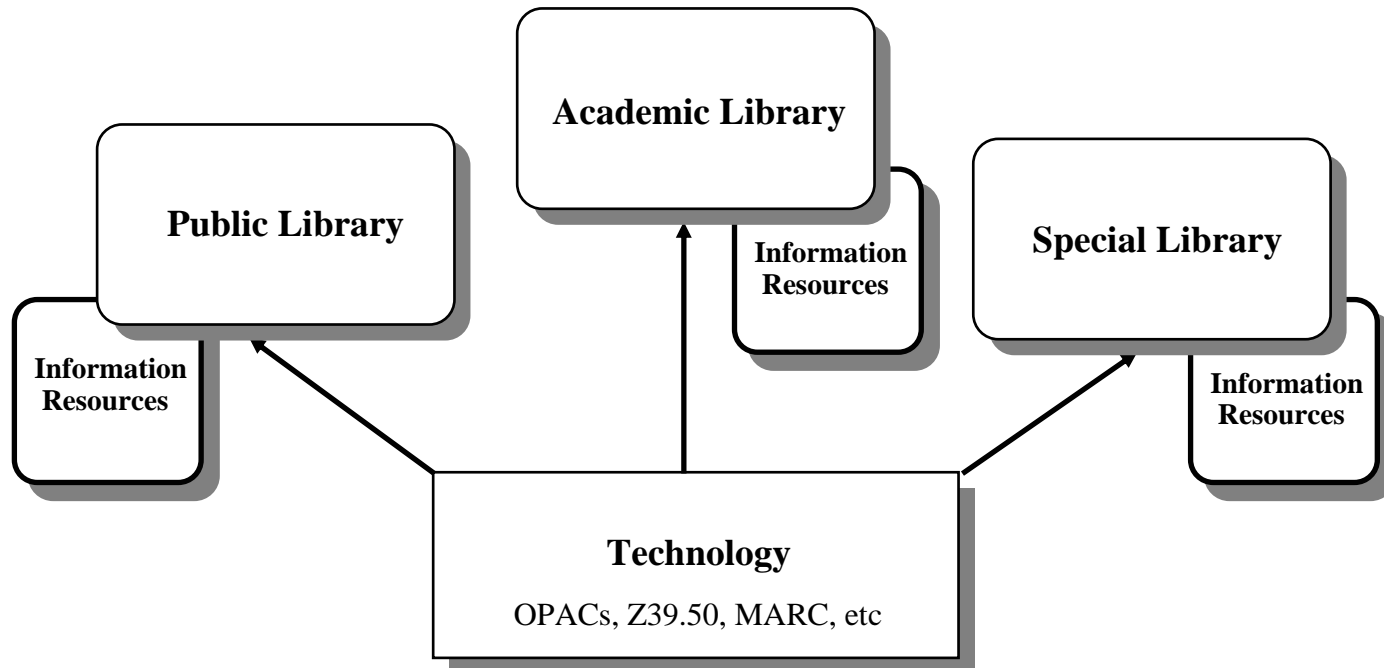 Academic Library
Public Library
Special Library
Information
Resources
Information
Resources
Information
Resources
Technology
OPACs, Z39.50, MARC, etc